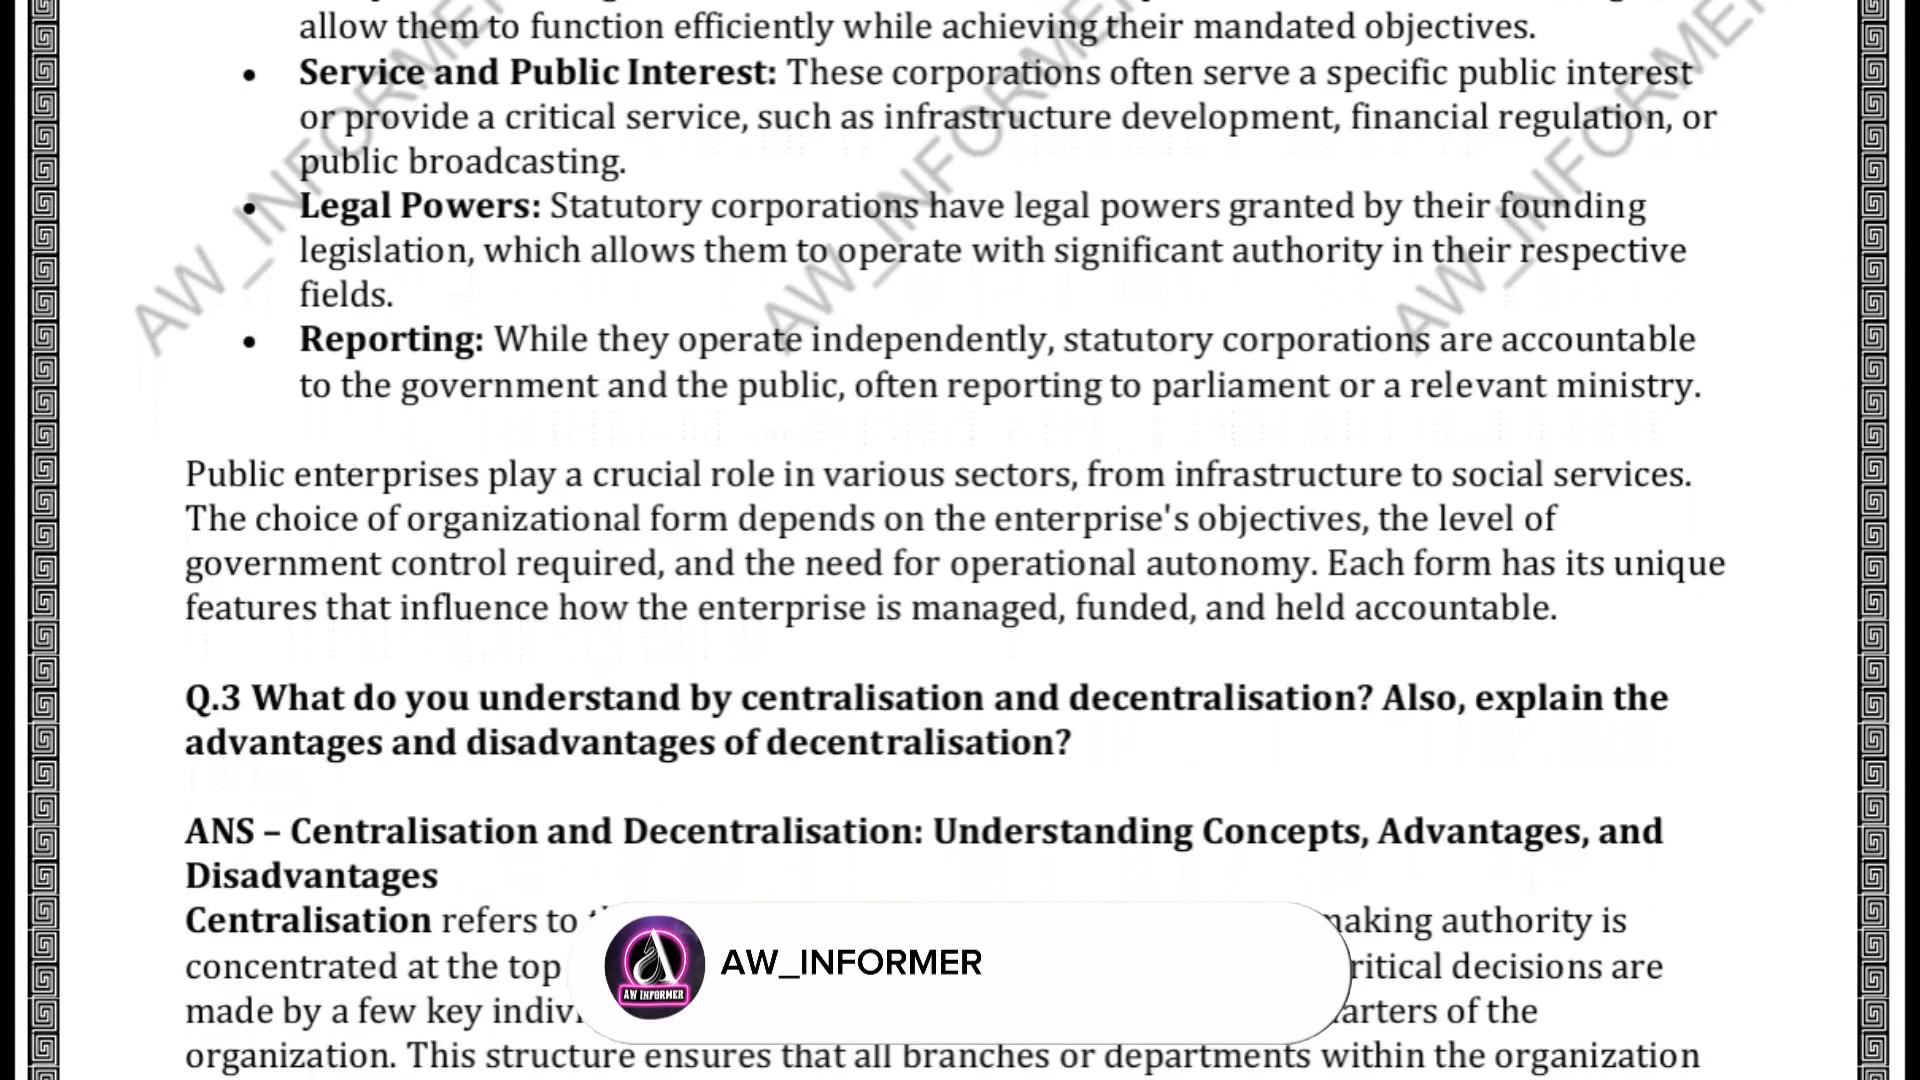 allow them to function efficiently while achieving their mandated objectives.
• Service and Public Interest: These corporations often serve a specific public interest
or provide a critical service, such as infrastructure development, financial regulation, or
public broadcasting.
• Legal Powers: Statutory corporations have legal powers granted by their founding
legislation, which allows them to operate with significant authority in their respective
fields.
• Reporting: While they operate independently, statutory corporations are accountable
to the government and the public, often reporting to parliament or a relevant ministry.
Public enterprises play a crucial role in various sectors, from infrastructure to social services.
The choice of organizational form depends on the enterprise's objectives, the level of
government control required, and the need for operational autonomy. Each form has its unique
features that influence how the enterprise is managed, funded, and held accountable.
Q.3 What do you understand by centralisation and decentralisation? Also, explain the
advantages and disadvantages of decentralisation?
ANS – Centralisation and Decentralisation: Understanding Concepts, Advantages, and
Disadvantages
Centralisation refers to authority is
concentrated at the top decisions are
made by a few key of the
organization. This structure ensures that all branches or departments within the organization
AW_INFORMER
AW INFORMER
AW_INFORMER
AW_INFORMER
AW_INFORMER